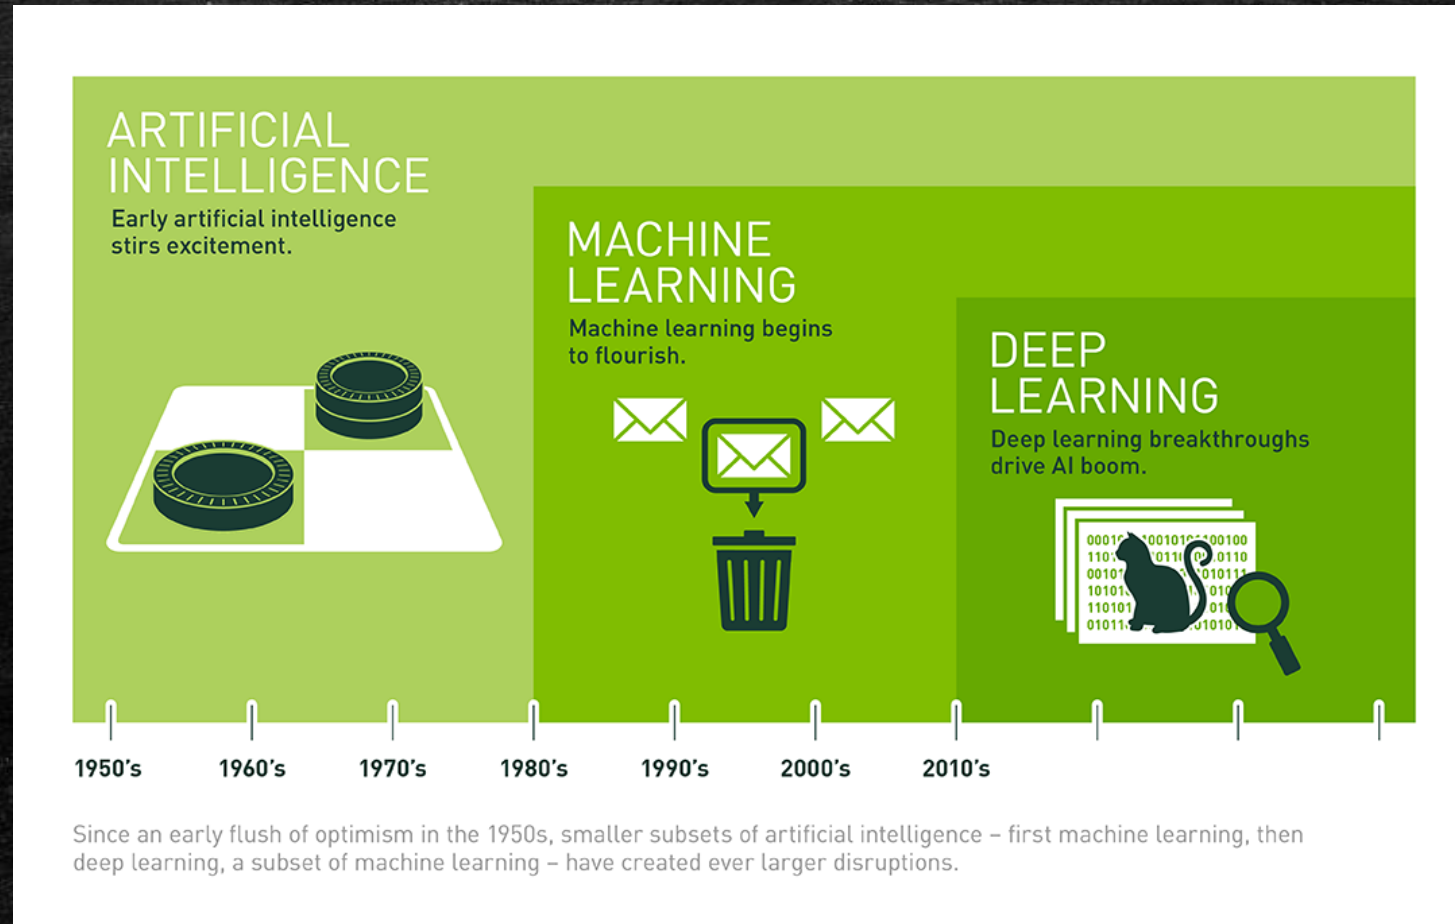 ARTIFICIAL
INTELLIGENCE
Early artificial intelligence
stirs excitement.
MACHINE
LEARNING
Machine learning begins
to flourish.
DEEP
LEARNING
Deep learning breakthroughs
drive AI boom.
1950's 1960's 1970's 1980's 1990's 2000's 2010's
Since an early flush of optimism in the 1950s, smaller subsets of artificial intelligence – first machine learning, then
deep learning, a subset of machine learning – have created ever larger disruptions.